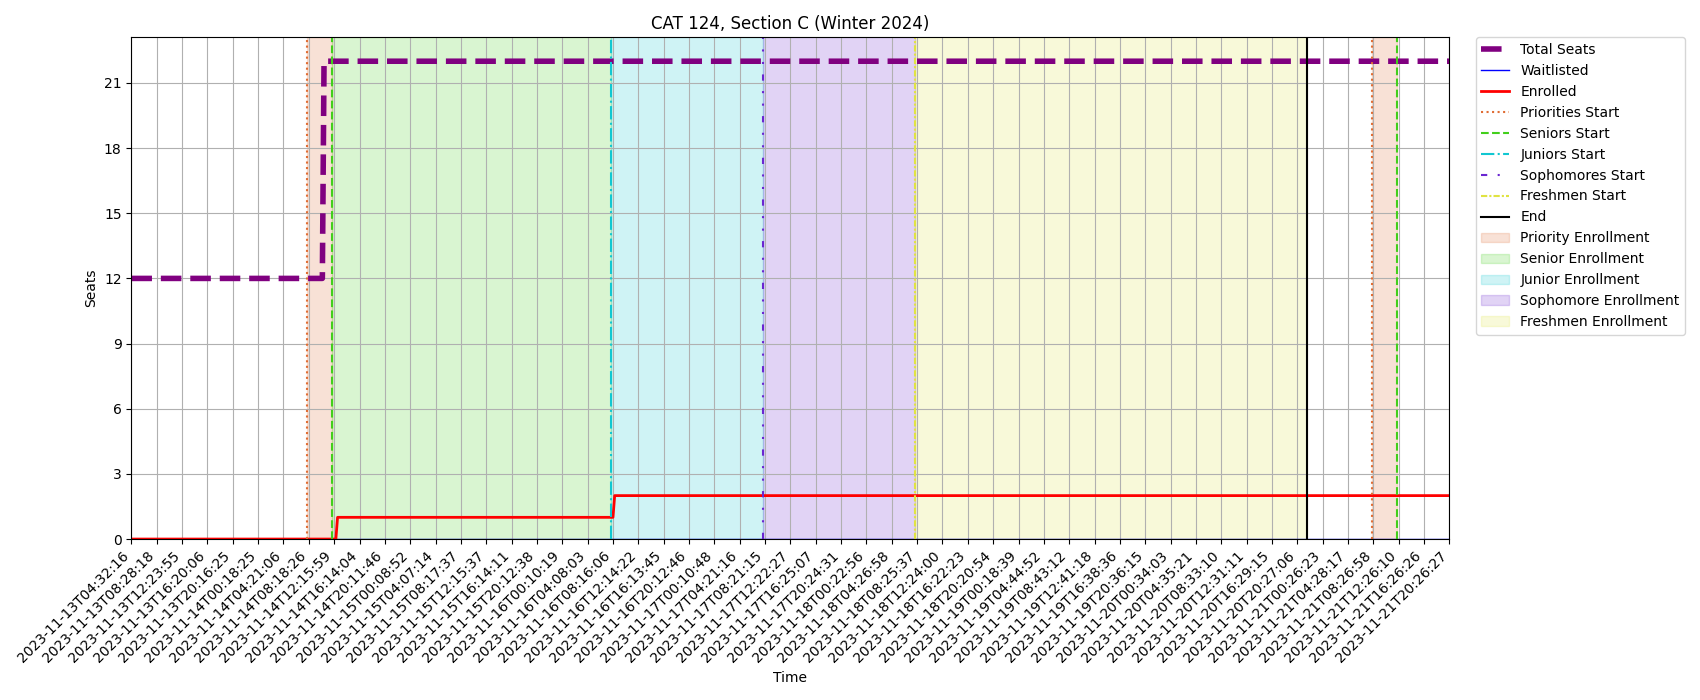 CAT 124, Section C (Winter 2024)
Total Seats
Waitlisted
Enrolled
Priorities Start
Seniors Start
Juniors Start
Sophomores Start
Freshmen Start
End
Priority Enrollment
Senior Enrollment
Junior Enrollment
Sophomore Enrollment
Freshmen Enrollment
Seats
21
18
15
12
9
6
3
0
2023-11-13T04:32:16
2023-11-13T08:28:18
2023-11-13T12:23:55
2023-11-13T16:20:06
2023-11-13T20:16:25
2023-11-14T00:18:25
2023-11-14T04:21:06
2023-11-14T08:18:26
2023-11-14T12:15:59
2023-11-14T16:14:04
2023-11-14T20:11:46
2023-11-15T00:08:52
2023-11-15T04:07:14
2023-11-15T08:17:37
2023-11-15T12:15:37
2023-11-15T16:14:11
2023-11-15T20:12:38
2023-11-16T00:10:19
2023-11-16T04:08:03
2023-11-16T08:16:06
2023-11-16T12:14:22
2023-11-16T16:13:45
2023-11-16T20:12:46
2023-11-17T00:10:48
2023-11-17T04:21:16
2023-11-17T08:21:15
2023-11-17T12:22:27
2023-11-17T16:25:07
2023-11-17T20:24:31
2023-11-18T00:22:56
2023-11-18T04:26:58
2023-11-18T08:25:37
2023-11-18T12:24:00
2023-11-18T16:22:23
2023-11-18T20:20:54
2023-11-19T00:18:39
2023-11-19T04:44:52
2023-11-19T08:43:12
2023-11-19T12:41:18
2023-11-19T16:38:36
2023-11-19T20:36:15
2023-11-20T00:34:03
2023-11-20T04:35:21
2023-11-20T08:33:10
2023-11-20T12:31:11
2023-11-20T16:29:15
2023-11-20T20:27:06
2023-11-21T00:26:23
2023-11-21T04:28:17
2023-11-21T08:26:58
2023-11-21T12:26:10
2023-11-21T16:26:26
2023-11-21T20:26:27
Time